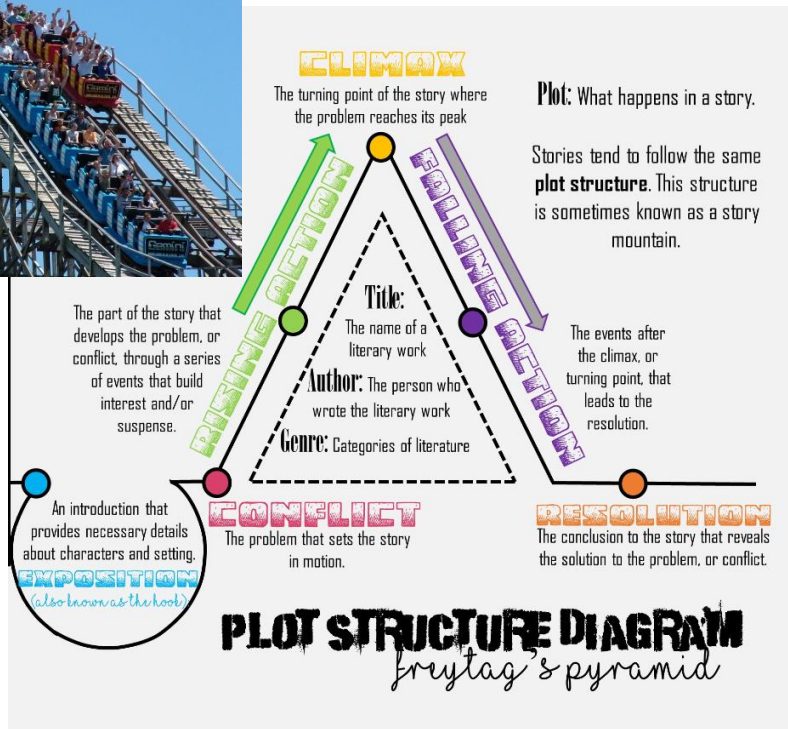 Gemini
Gemini
CLIMAX
The turning point of the story where
the problem reaches its peak
Plot: What happens in a story.
Stories tend to follow the same
plot structure. This structure
is sometimes known as a story
mountain.
RISING ACTION
The part of the story that
develops the problem, or
conflict, through a series
of events that build
interest and/or
suspense.
Title:
The name of a
literary work
Author: The person who
wrote the literary work
Genre: Categories of literature
FALLING ACTION
The events after
the climax, or
turning point, that
leads to the
resolution.
An introduction that
provides necessary details
about characters and setting.
EXPOSITION
(also known as the hook)
CONFLICT
The problem that sets the story
in motion.
RESOLUTION
The conclusion to the story that reveals
the solution to the problem, or conflict.
PLOT STRUCTURE DIAGRAM
freytag's pyramid